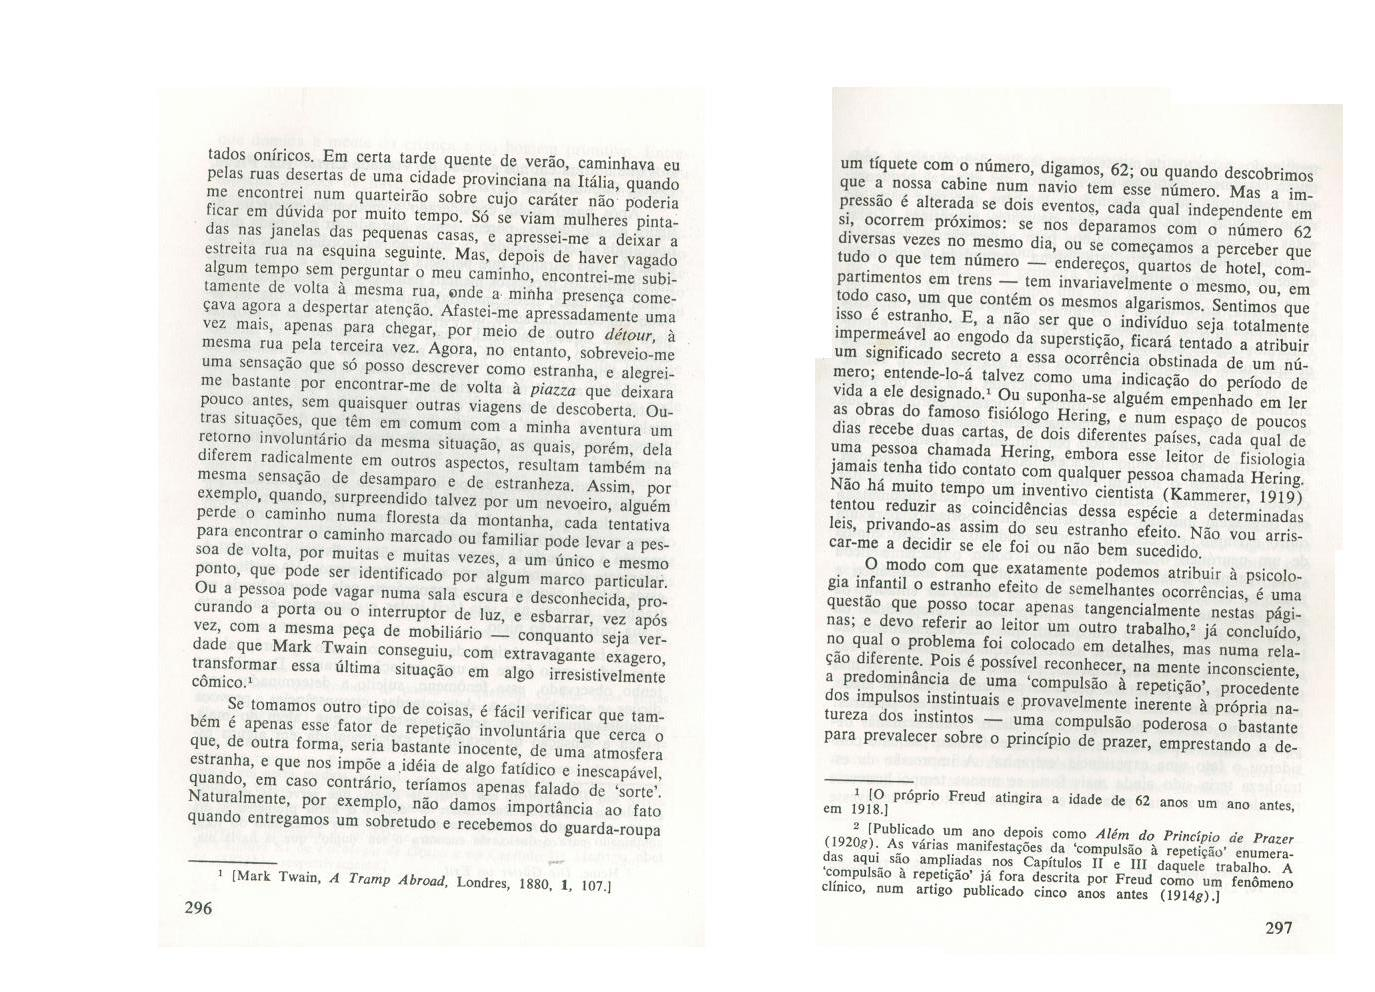 tados oníricos. Em certa tarde quente de verão, caminhava eu
pelas ruas desertas de uma cidade provinciana na Itália, quando
me encontrei num quarteirão sobre cujo caráter não poderia
ficar em dúvida por muito tempo. Só se viam mulheres pinta-
das nas janelas das pequenas casas, e apressei-me a deixar a
estreita rua na esquina seguinte. Mas, depois de haver vagado
algum tempo sem perguntar o meu caminho, encontrei-me subi-
tamente de volta à mesma rua, onde a minha presença come-
çava agora a despertar atenção. Afastei-me apressadamente uma
vez mais, apenas para chegar, por meio de outro détour, à
mesma rua pela terceira vez. Agora, no entanto, sobreveio-me
uma sensação que só posso descrever como estranha, e alegrei-
me bastante por encontrar-me de volta à piazza que deixara
pouco antes, sem quaisquer outras viagens de descoberta. Ou-
tras situações, que têm em comum com a minha aventura um
retorno involuntário da mesma situação, as quais, porém, dela
diferem radicalmente em outros aspectos, resultam também na
mesma sensação de desamparo e de estranheza. Assim, por
exemplo, quando, surpreendido talvez por um nevoeiro, alguém
perde o caminho numa floresta da montanha, cada tentativa
para encontrar o caminho marcado ou familiar pode levar a pes-
soa de volta, por muitas e muitas vezes, a um único e mesmo
ponto, que pode ser identificado por algum marco particular.
Ou a pessoa pode vagar numa sala escura e desconhecida, pro-
curando a porta ou o interruptor de luz, e esbarrar, vez após
vez, com a mesma peça de mobiliário — conquanto seja ver-
dade que Mark Twain conseguiu, com extravagante exagero,
transformar essa última situação em algo irresistivelmente
cômico.¹
Se tomamos outro tipo de coisas, é fácil verificar que tam-
bém é apenas esse fator de repetição involuntária que cerca o
que, de outra forma, seria bastante inocente, de uma atmosfera
estranha, e que nos impõe a idéia de algo fatídico e inescapável,
quando, em caso contrário, teríamos apenas falado de ‘sorte’.
Naturalmente, por exemplo, não damos importância ao fato
quando entregamos um sobretudo e recebemos do guarda-roupa
¹ [Mark Twain, A Tramp Abroad, Londres, 1880, 1, 107.]
296
um tíquete com o número, digamos, 62; ou quando descobrimos
que a nossa cabine num navio tem esse número. Mas a im-
pressão é alterada se dois eventos, cada qual independente em
si, ocorrem próximos: se nos deparamos com o número 62
diversas vezes no mesmo dia, ou se começamos a perceber que
tudo o que tem número — endereços, quartos de hotel, com-
partimentos em trens — tem invariavelmente o mesmo, ou, em
todo caso, um que contém os mesmos algarismos. Sentimos que
isso é estranho. E, a não ser que o indivíduo seja totalmente
impermeável ao engodo da superstição, ficará tentado a atribuir
um significado secreto a essa ocorrência obstinada de um nú-
mero; entende-lo-á talvez como uma indicação do período de
vida a ele designado.¹ Ou suponha-se alguém empenhado em ler
as obras do famoso fisiólogo Hering, e num espaço de poucos
dias recebe duas cartas, de dois diferentes países, cada qual de
uma pessoa chamada Hering, embora esse leitor de fisiologia
jamais tenha tido contato com qualquer pessoa chamada Hering.
Não há muito tempo um inventivo cientista (Kammerer, 1919)
tentou reduzir as coincidências dessa espécie a determinadas
leis, privando-as assim do seu estranho efeito. Não vou arris-
car-me a decidir se ele foi ou não bem sucedido.
O modo com que exatamente podemos atribuir à psicolo-
gia infantil o estranho efeito de semelhantes ocorrências, é uma
questão que posso tocar apenas tangencialmente nestas pági-
nas; e devo referir ao leitor um outro trabalho,² já concluído,
no qual o problema foi colocado em detalhes, mas numa rela-
ção diferente. Pois é possível reconhecer, na mente inconsciente,
a predominância de uma ‘compulsão à repetição’, procedente
dos impulsos instintuais e provavelmente inerente à própria na-
tureza dos instintos — uma compulsão poderosa o bastante
para prevalecer sobre o princípio de prazer, emprestando a de-
¹ [O próprio Freud atingira a idade de 62 anos um ano antes,
em 1918.]
² [Publicado um ano depois como Além do Princípio de Prazer
(1920g). As várias manifestações da ‘compulsão à repetição’ enumera-
das aqui são ampliadas nos Capítulos II e III daquele trabalho. A
‘compulsão à repetição’ já fora descrita por Freud como um fenômeno
clínico, num artigo publicado cinco anos antes (1914g).]
297